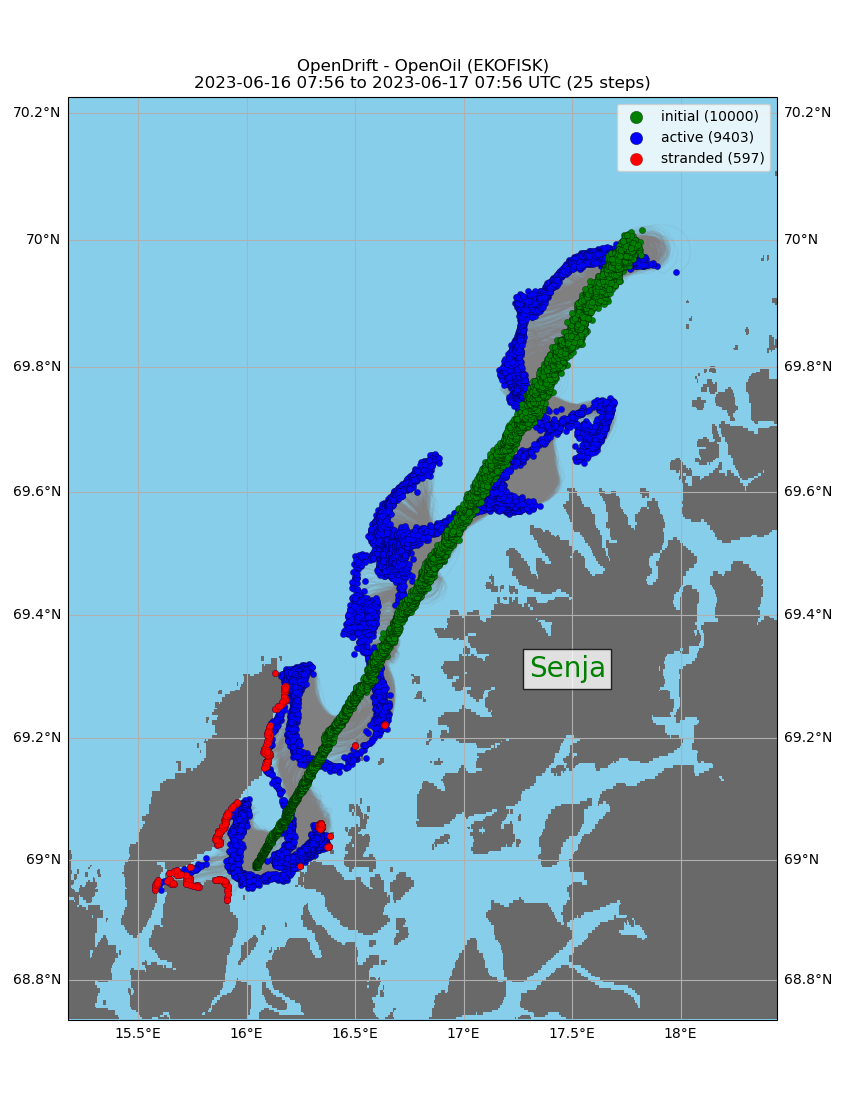 OpenDrift - OpenOil (EKOFISK)
2023-06-16 07:56 to 2023-06-17 07:56 UTC (25 steps)
initial (10000)
active (9403)
stranded (597)
70.2°N
70.2°N
70°N
70°N
69.8°N
69.8°N
69.6°N
69.6°N
69.4°N
69.4°N
Senja
69.2°N
69.2°N
69°N
69°N
68.8°N
68.8°N
15.5°E
16°E
16.5°E
17°E
17.5°E
18°E